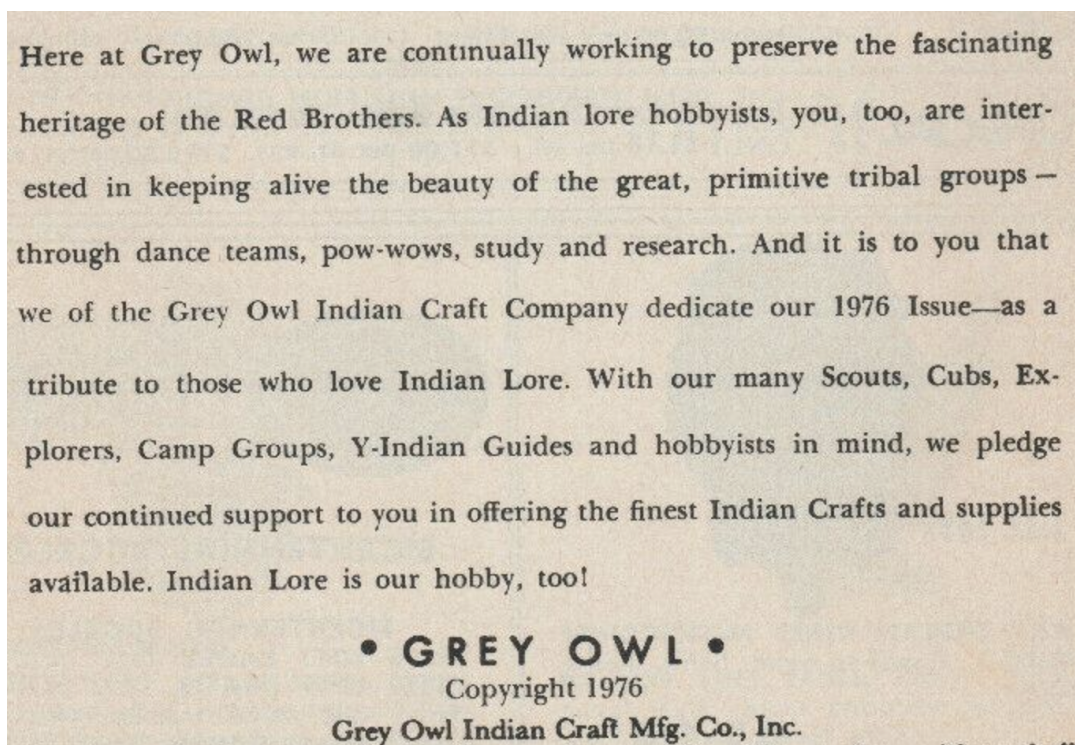 Here at Grey Owl, we are continually working to preserve the fascinating
heritage of the Red Brothers. As Indian lore hobbyists, you, too, are inter-
ested in keeping alive the beauty of the great, primitive tribal groups —
through dance teams, pow-wows, study and research. And it is to you that
we of the Grey Owl Indian Craft Company dedicate our 1976 Issue—as a
tribute to those who love Indian Lore. With our many Scouts, Cubs, Ex-
plorers, Camp Groups, Y-Indian Guides and hobbyists in mind, we pledge
our continued support to you in offering the finest Indian Crafts and supplies
available. Indian Lore is our hobby, too!
• GREY OWL •
Copyright 1976
Grey Owl Indian Craft Mfg. Co., Inc.